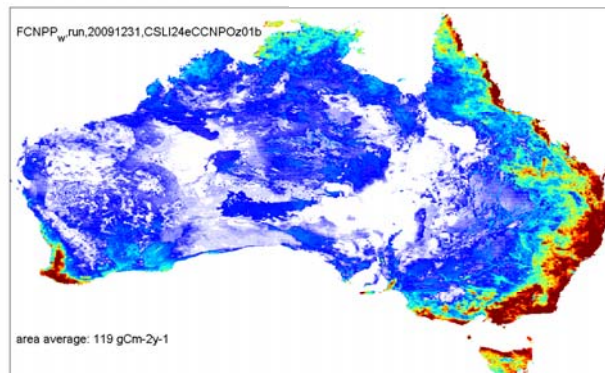 FCNPPw,run,20091231,CSLI24eCCNPOz01b
area average: 119 gCm-2y-1